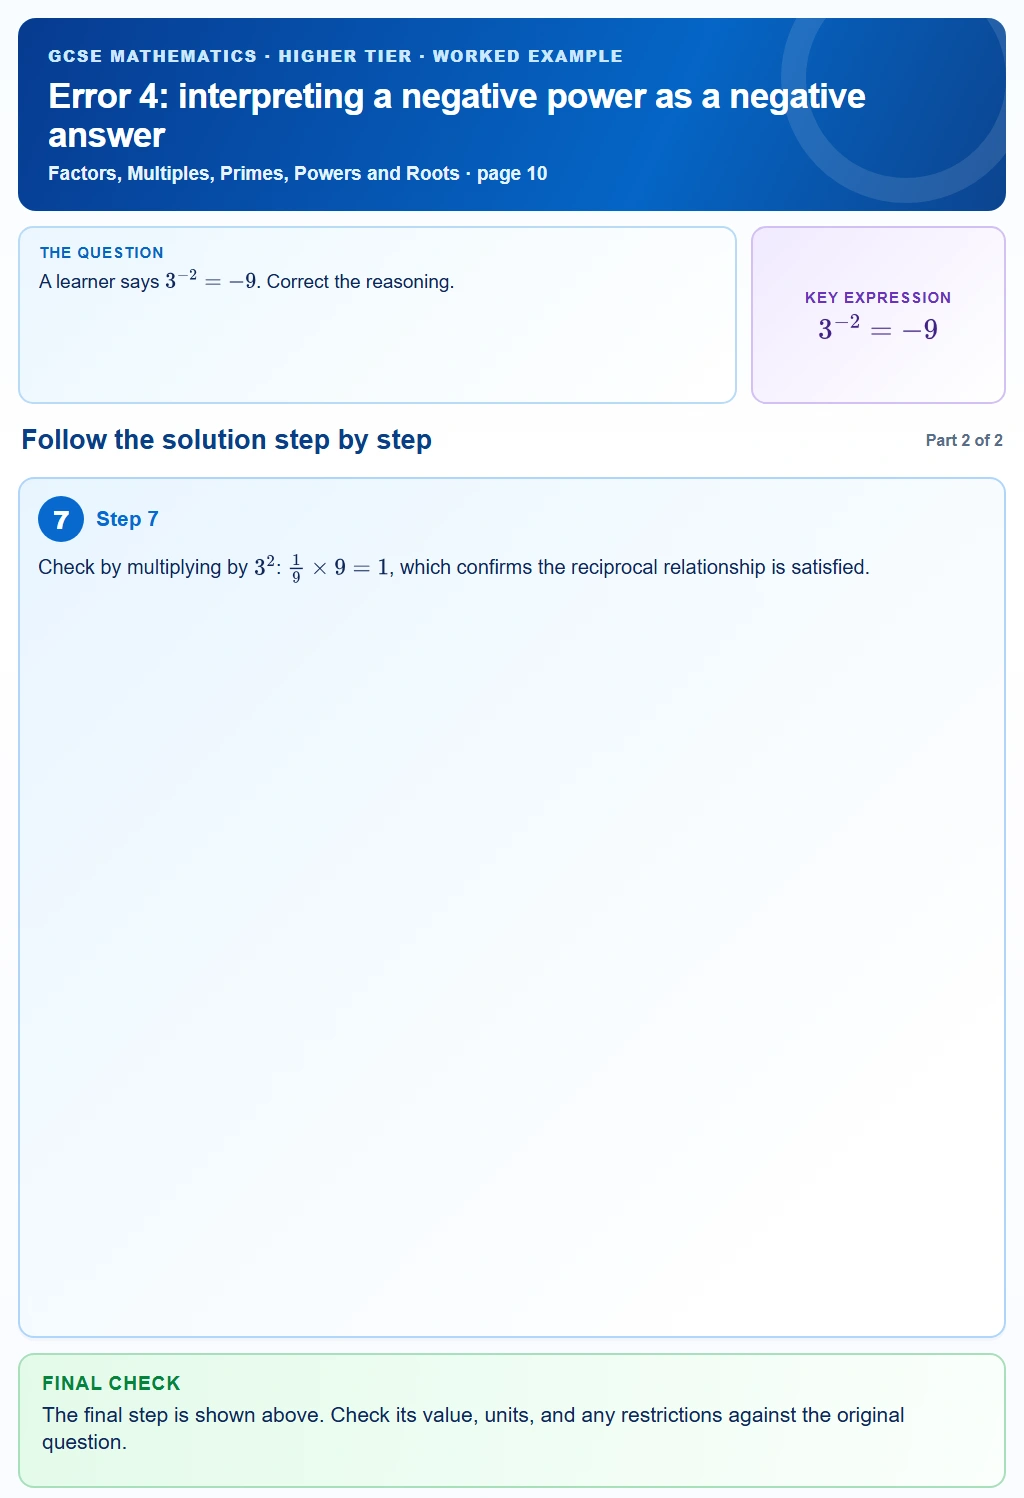 GCSE MATHEMATICS · HIGHER TIER · WORKED EXAMPLE
Error 4: interpreting a negative power as a negative
answer
Factors, Multiples, Primes, Powers and Roots · page 10
THE QUESTION
A learner says $3^{-2} = -9$. Correct the reasoning.
KEY EXPRESSION
$3^{-2} = -9$
Follow the solution step by step
Part 2 of 2
7 Step 7
Check by multiplying by $3^2$: $\frac{1}{9} \times 9 = 1$, which confirms the reciprocal relationship is satisfied.
FINAL CHECK
The final step is shown above. Check its value, units, and any restrictions against the original
question.